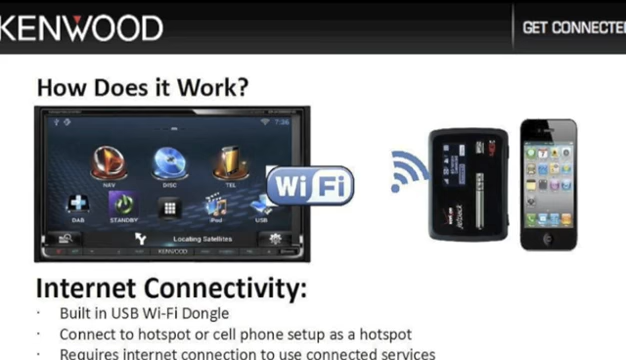 KENWOOD
GET CONNECTED
How Does it Work?
7:36
NAV
DISC
TEL
Wi Fi
DAB
STANDBY
iPod
USB
Locating Satellites
KENWOOD
Internet Connectivity:
· Built in USB Wi-Fi Dongle
· Connect to hotspot or cell phone setup as a hotspot
· Requires internet connection to use connected services